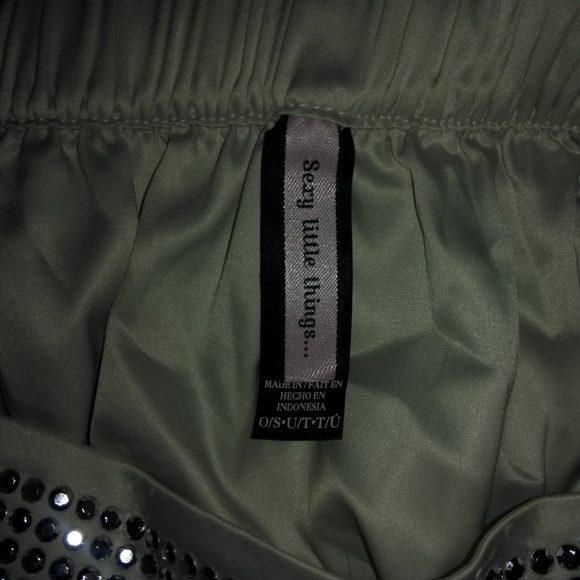 Sexy little things...
MADE IN / FAIT EN
HECHO EN
INDONESIA
O/S•U/T•T/Ú